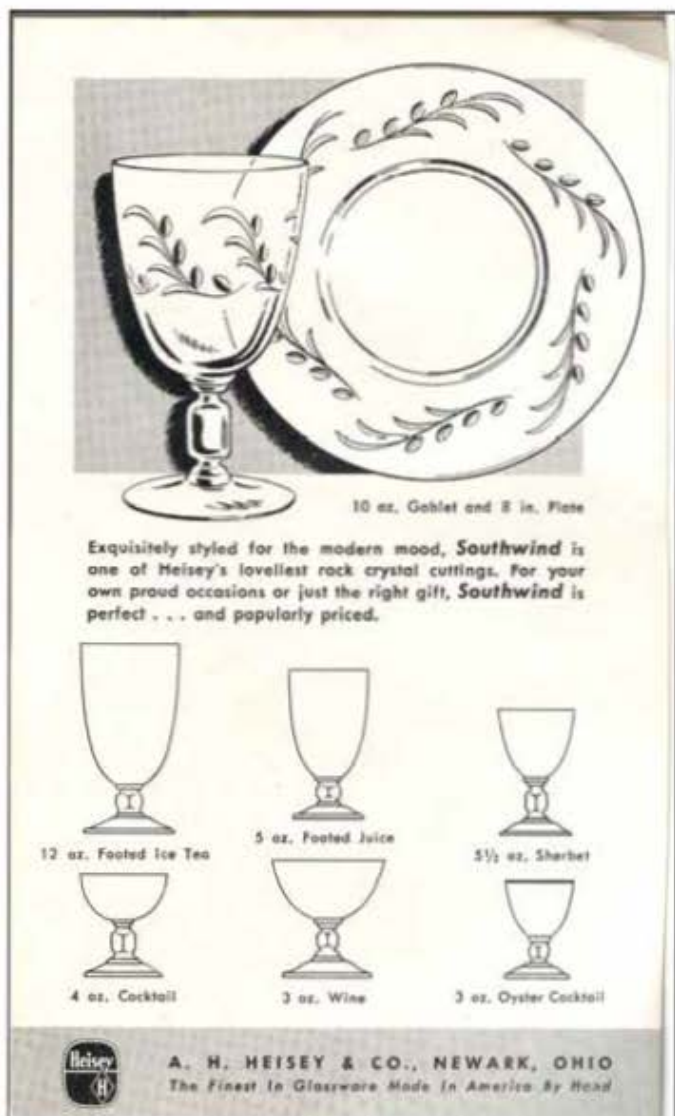 10 oz. Goblet and 8 in. Plate
Exquisitely styled for the modern mood, Southwind is
one of Heisey's lovellest rock crystal cuttings. For your
own proud occasions or just the right gift, Southwind is
perfect . . . and popularly priced.
12 oz. Footed Ice Tea
5 oz. Footed Juice
5½ oz. Sherbet
4 oz. Cocktail
3 oz. Wine
3 oz. Oyster Cocktail
Heisey
H
A. H. HEISEY & CO., NEWARK, OHIO
The Finest In Glassware Made In America By Hand